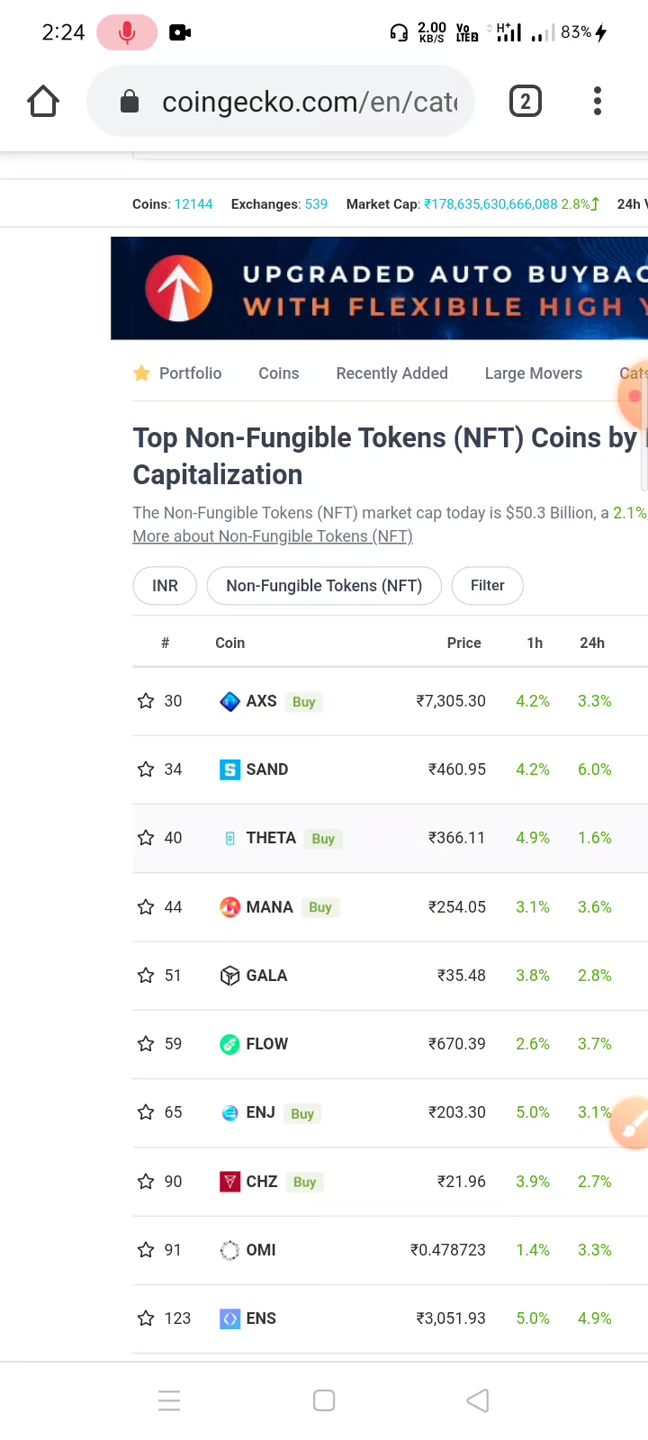 2:24 2.00 KB/S Vo LTE2 H+ 83%
coingecko.com/en/cate
2
Coins: 12144 Exchanges: 539 Market Cap: ₹178,635,630,666,088 2.8% 24h
UPGRADED AUTO BUYBAC
WITH FLEXIBILE HIGH
Portfolio Coins Recently Added Large Movers Cate
Top Non-Fungible Tokens (NFT) Coins by
Capitalization
The Non-Fungible Tokens (NFT) market cap today is $50.3 Billion, a 2.1%
More about Non-Fungible Tokens (NFT)
INR Non-Fungible Tokens (NFT) Filter
# Coin Price 1h 24h
30 AXS Buy ₹7,305.30 4.2% 3.3%
34 SAND ₹460.95 4.2% 6.0%
40 THETA Buy ₹366.11 4.9% 1.6%
44 MANA Buy ₹254.05 3.1% 3.6%
51 GALA ₹35.48 3.8% 2.8%
59 FLOW ₹670.39 2.6% 3.7%
65 ENJ Buy ₹203.30 5.0% 3.1%
90 CHZ Buy ₹21.96 3.9% 2.7%
91 OMI ₹0.478723 1.4% 3.3%
123 ENS ₹3,051.93 5.0% 4.9%